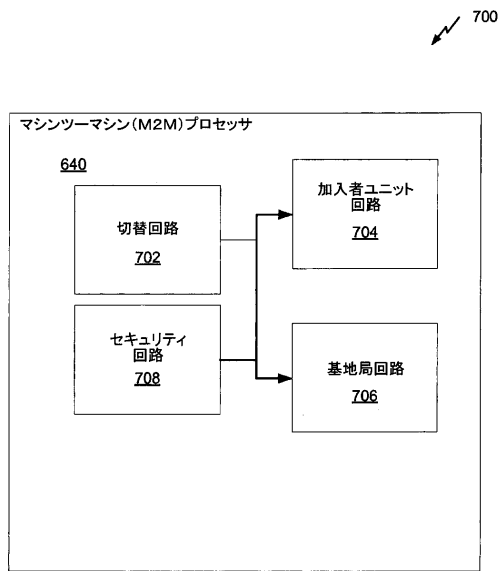 700
マシンツーマシン(M2M)プロセッサ
640
切替回路
702
加入者ユニット
回路
704
セキュリティ
回路
708
基地局回路
706